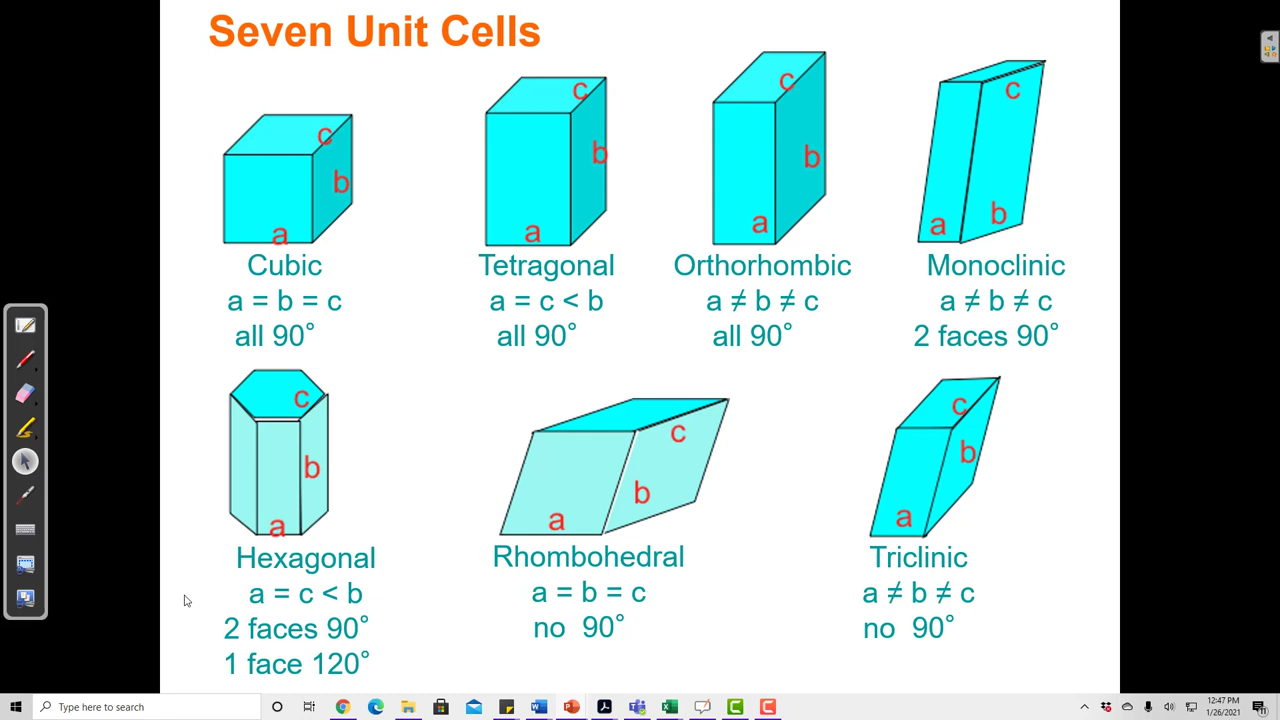 Seven Unit Cells
c
b
a
Cubic
a = b = c
all 90°
c
b
a
Tetragonal
a = c < b
all 90°
c
b
a
Orthorhombic
a ≠ b ≠ c
all 90°
c
b
a
Monoclinic
a ≠ b ≠ c
2 faces 90°
c
b
a
Hexagonal
a = c < b
2 faces 90°
1 face 120°
c
b
a
Rhombohedral
a = b = c
no 90°
c
b
a
Triclinic
a ≠ b ≠ c
no 90°
Type here to search
12:47 PM
1/26/2021